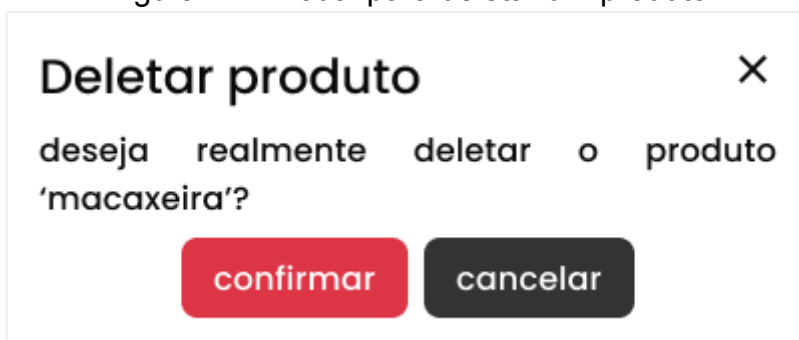 Deletar produto ×
deseja realmente deletar o produto
‘macaxeira’?
confirmar cancelar